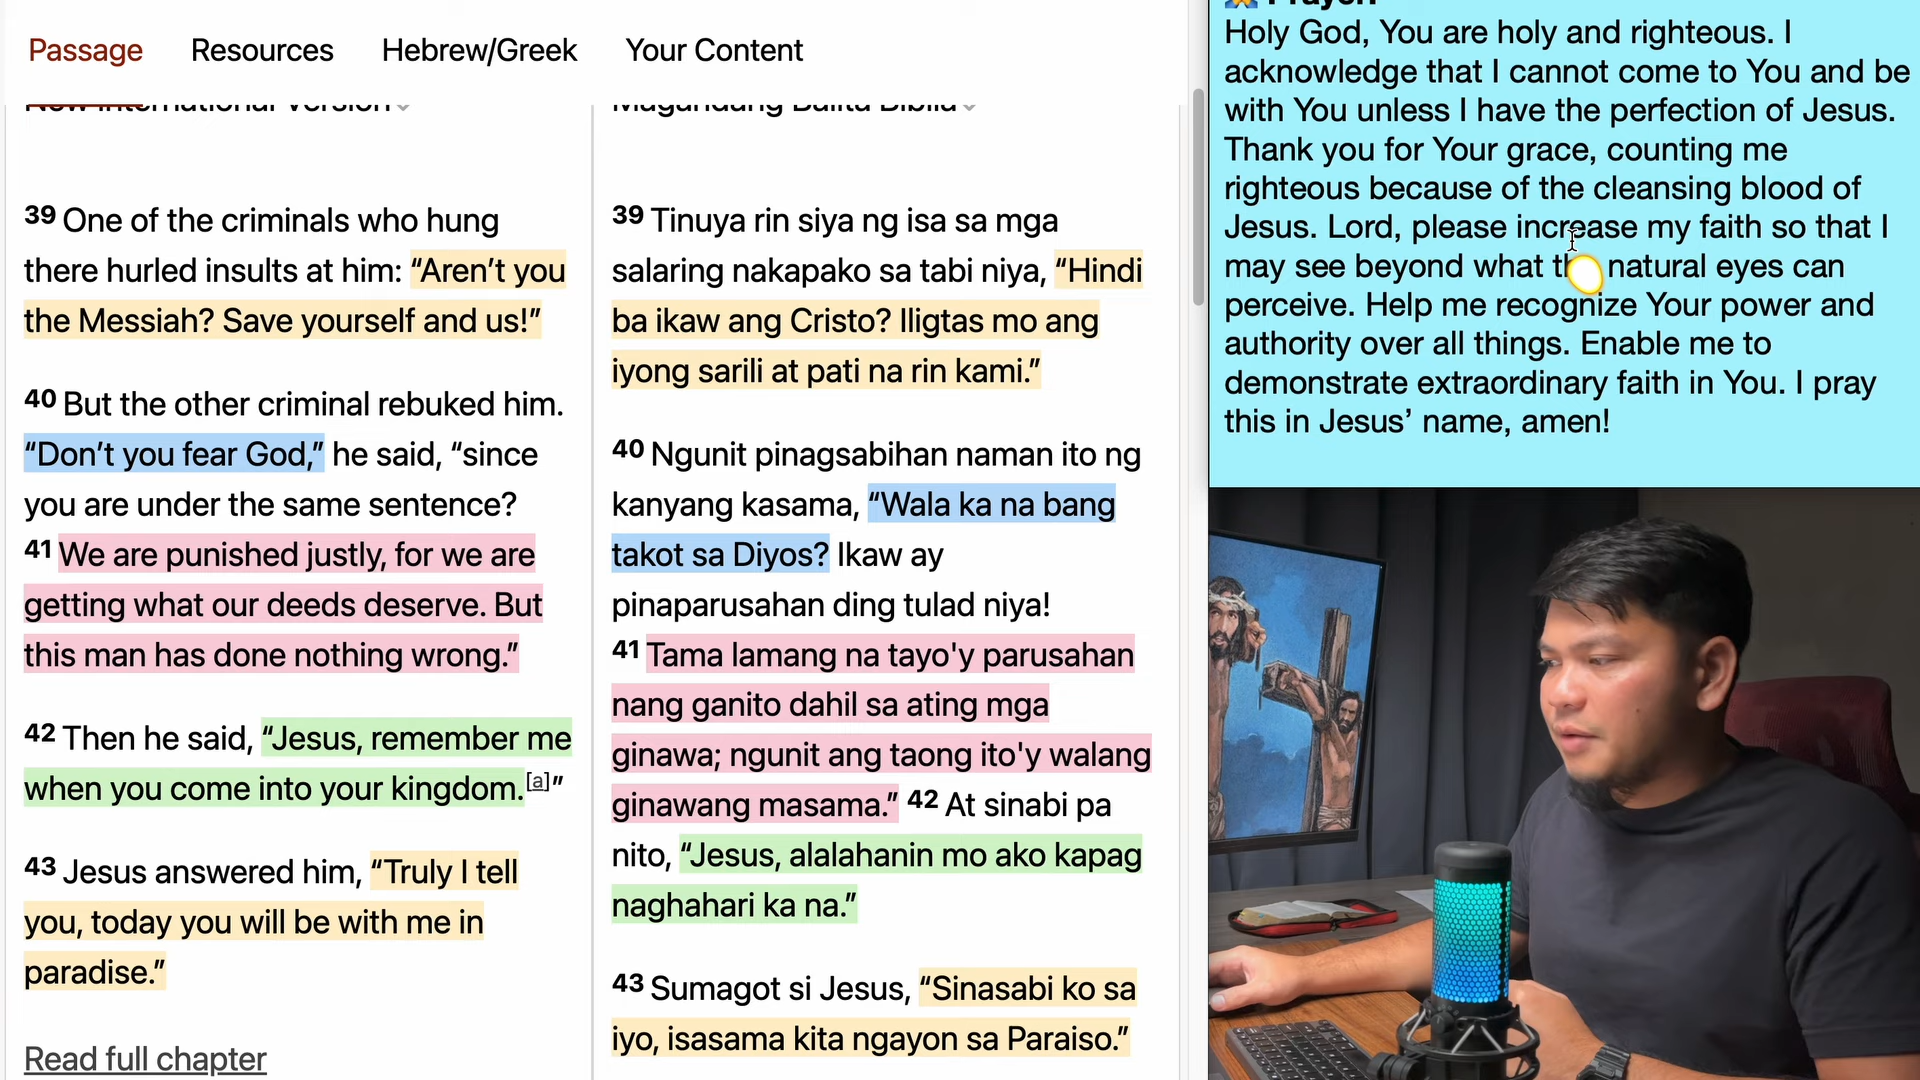 Passage
Resources
Hebrew/Greek
Your Content
New International Version
Magandang Balita Biblia
39 One of the criminals who hung
there hurled insults at him: “Aren’t you
the Messiah? Save yourself and us!”
40 But the other criminal rebuked him.
“Don’t you fear God,” he said, “since
you are under the same sentence?
41 We are punished justly, for we are
getting what our deeds deserve. But
this man has done nothing wrong.”
42 Then he said, “Jesus, remember me
when you come into your kingdom.[a]”
43 Jesus answered him, “Truly I tell
you, today you will be with me in
paradise.”
Read full chapter
39 Tinuya rin siya ng isa sa mga
salaring nakapako sa tabi niya, “Hindi
ba ikaw ang Cristo? Iligtas mo ang
iyong sarili at pati na rin kami.”
40 Ngunit pinagsabihan naman ito ng
kanyang kasama, “Wala ka na bang
takot sa Diyos? Ikaw ay
pinaparusahan ding tulad niya!
41 Tama lamang na tayo'y parusahan
nang ganito dahil sa ating mga
ginawa; ngunit ang taong ito'y walang
ginawang masama.” 42 At sinabi pa
nito, “Jesus, alalahanin mo ako kapag
naghahari ka na.”
43 Sumagot si Jesus, “Sinasabi ko sa
iyo, isasama kita ngayon sa Paraiso.”
Prayer:
Holy God, You are holy and righteous. I
acknowledge that I cannot come to You and be
with You unless I have the perfection of Jesus.
Thank you for Your grace, counting me
righteous because of the cleansing blood of
Jesus. Lord, please increase my faith so that I
may see beyond what natural eyes can
perceive. Help me recognize Your power and
authority over all things. Enable me to
demonstrate extraordinary faith in You. I pray
this in Jesus’ name, amen!